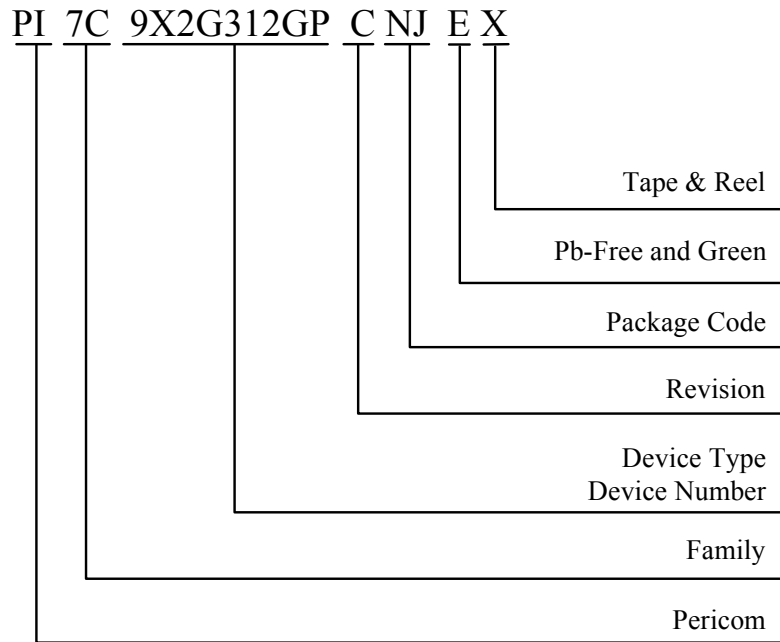 PI 7C 9X2G312GP C NJ E X
Tape & Reel
Pb-Free and Green
Package Code
Revision
Device Type
Device Number
Family
Pericom